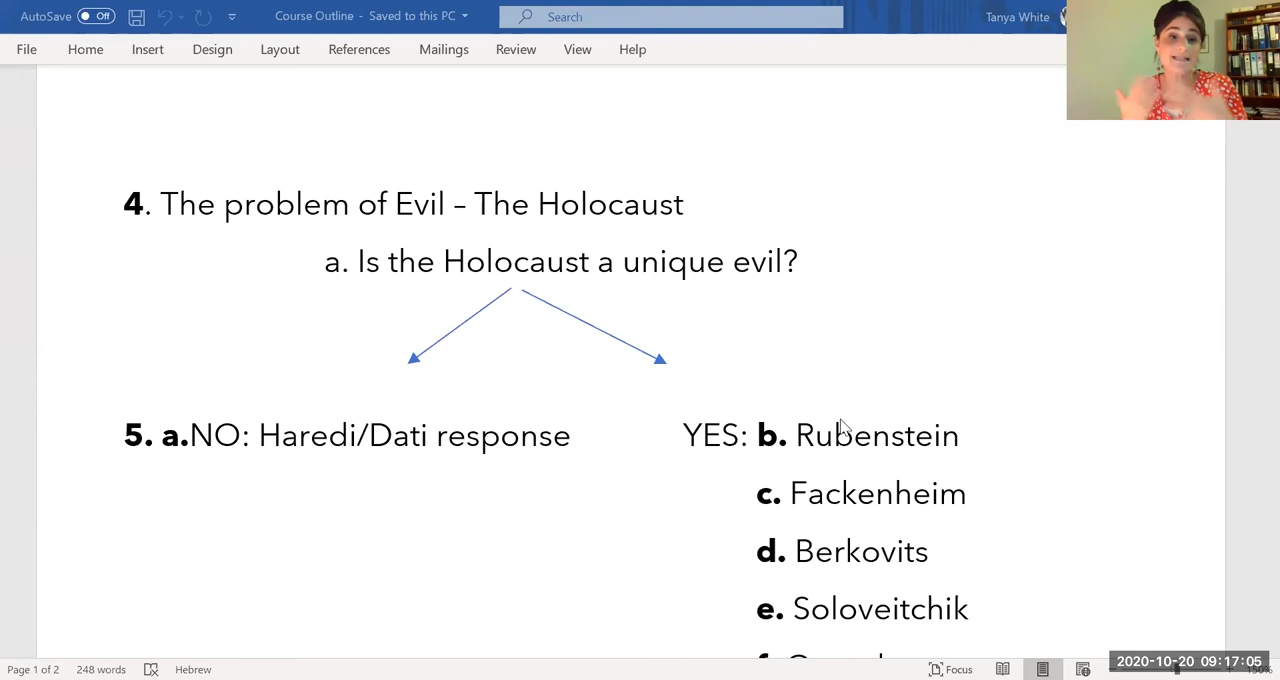 AutoSave Off Course Outline - Saved to this PC Search Tanya White
File Home Insert Design Layout References Mailings Review View Help
4. The problem of Evil – The Holocaust
a. Is the Holocaust a unique evil?
5. a.NO: Haredi/Dati response YES: b. Rubenstein
c. Fackenheim
d. Berkovits
e. Soloveitchik
Page 1 of 2 248 words Hebrew Focus 2020-10-20 09:17:05 150%